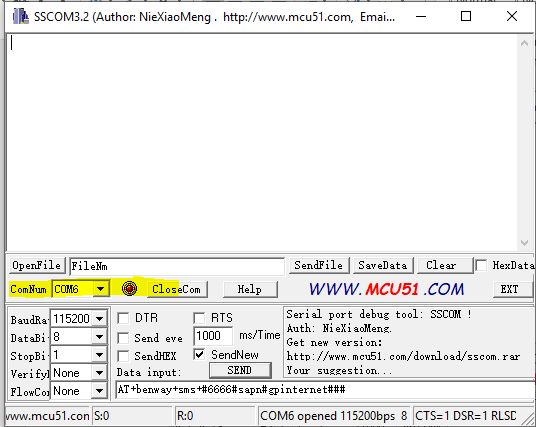 SSCOM3.2 (Author: NieXiaoMeng . http://www.mcu51.com, Emai...
OpenFile FileNm SendFile SaveData Clear HexData
ComNum COM6 CloseCom Help WWW.MCU51.COM EXT
BaudRa 115200 DTR RTS
DataBi 8 Send eve 1000 ms/Time
StopBi 1 SendHEX SendNew
Verify None Data input: SEND
FlowCon None AT+benway+sms+#6666#sapn#gpinternet###
Serial port debug tool: SSCOM !
Auth: NieXiaoMeng.
Get new version:
http://www.mcu51.com/download/sscom.rar
Your suggestion...
www.mcu51.con S:0 R:0 COM6 opened 115200bps 8 CTS=1 DSR=1 RLSD